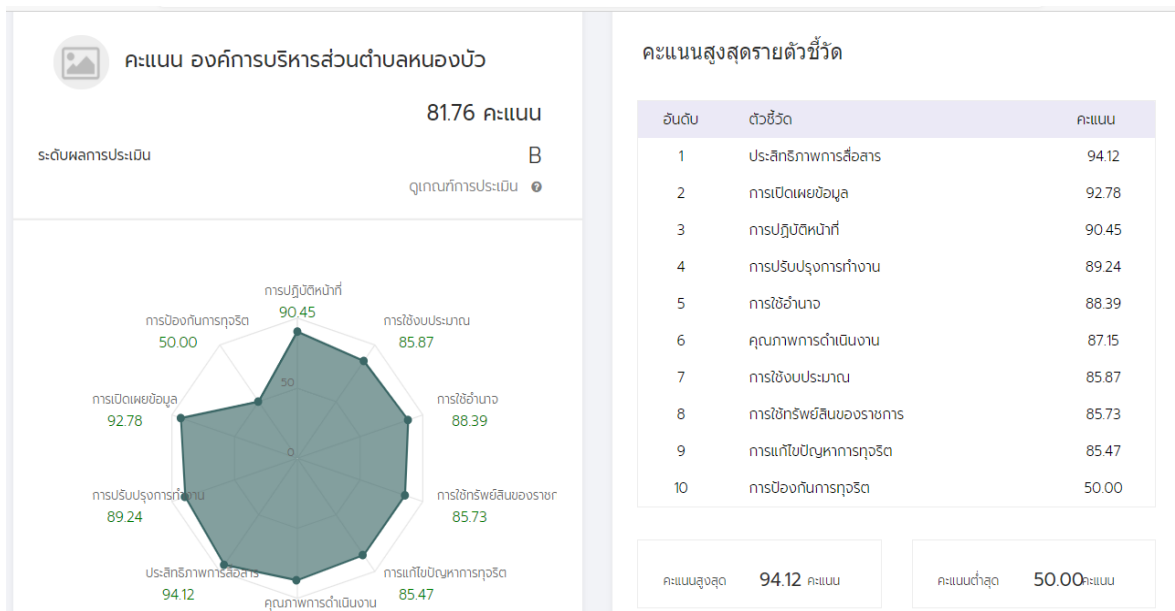 คะแนน องค์การบริหารส่วนตำบลหนองบัว
81.76 คะแนน
ระดับผลการประเมิน B
ดูเกณฑ์การประเมิน
การปฏิบัติหน้าที่
90.45
การป้องกันการทุจริต
50.00
การใช้งบประมาณ
85.87
50
การเปิดเผยข้อมูล
92.78
การใช้อำนาจ
88.39
0
การปรับปรุงการทำงาน
89.24
การใช้ทรัพย์สินของราชก
85.73
ประสิทธิภาพการสื่อสาร
94.12
การแก้ไขปัญหาการทุจริต
85.47
คุณภาพการดำเนินงาน
คะแนนสูงสุดรายตัวชี้วัด
อันดับ ตัวชี้วัด คะแนน
1 ประสิทธิภาพการสื่อสาร 94.12
2 การเปิดเผยข้อมูล 92.78
3 การปฏิบัติหน้าที่ 90.45
4 การปรับปรุงการทำงาน 89.24
5 การใช้อำนาจ 88.39
6 คุณภาพการดำเนินงาน 87.15
7 การใช้งบประมาณ 85.87
8 การใช้ทรัพย์สินของราชการ 85.73
9 การแก้ไขปัญหาการทุจริต 85.47
10 การป้องกันการทุจริต 50.00
คะแนนสูงสุด 94.12 คะแนน
คะแนนต่ำสุด 50.00คะแนน